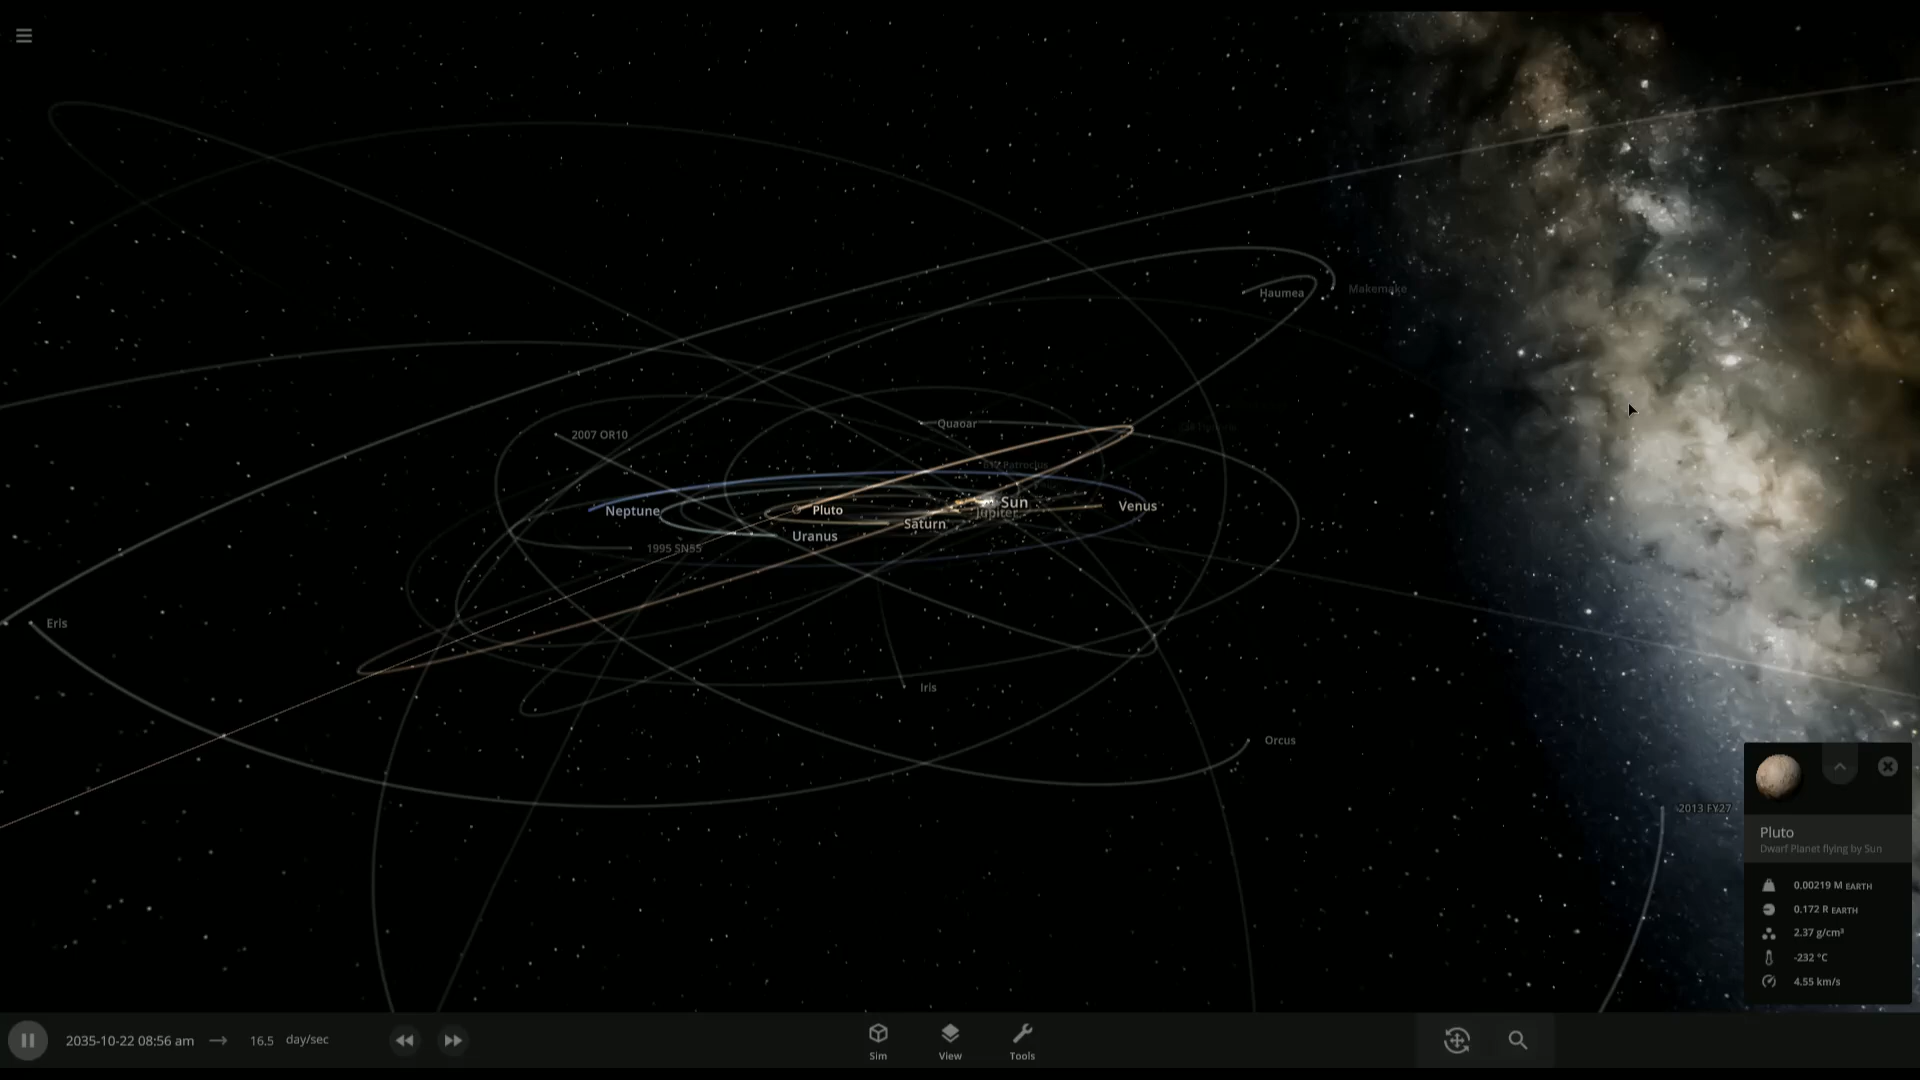 Haumea
Makemake
Quaoar
2007 OR10
617 Patroclus
Sun
Jupiter
Venus
Neptune
Pluto
Saturn
Uranus
1995 SN55
Eris
Iris
Orcus
2013 FY27
Pluto
Dwarf Planet flying by Sun
0.00219 M EARTH
0.172 R EARTH
2.37 g/cm³
-232 °C
4.55 km/s
2035-10-22 08:56 am
16.5 day/sec
Sim
View
Tools